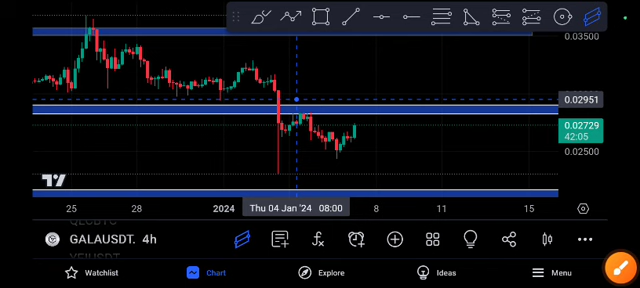 0.03500
0.02951
0.02729
42:05
0.02500
25 28 2024 Thu 04 Jan '24 08:00 8 11 15
GALAUSDT. 4h
Watchlist Chart Explore Ideas Menu